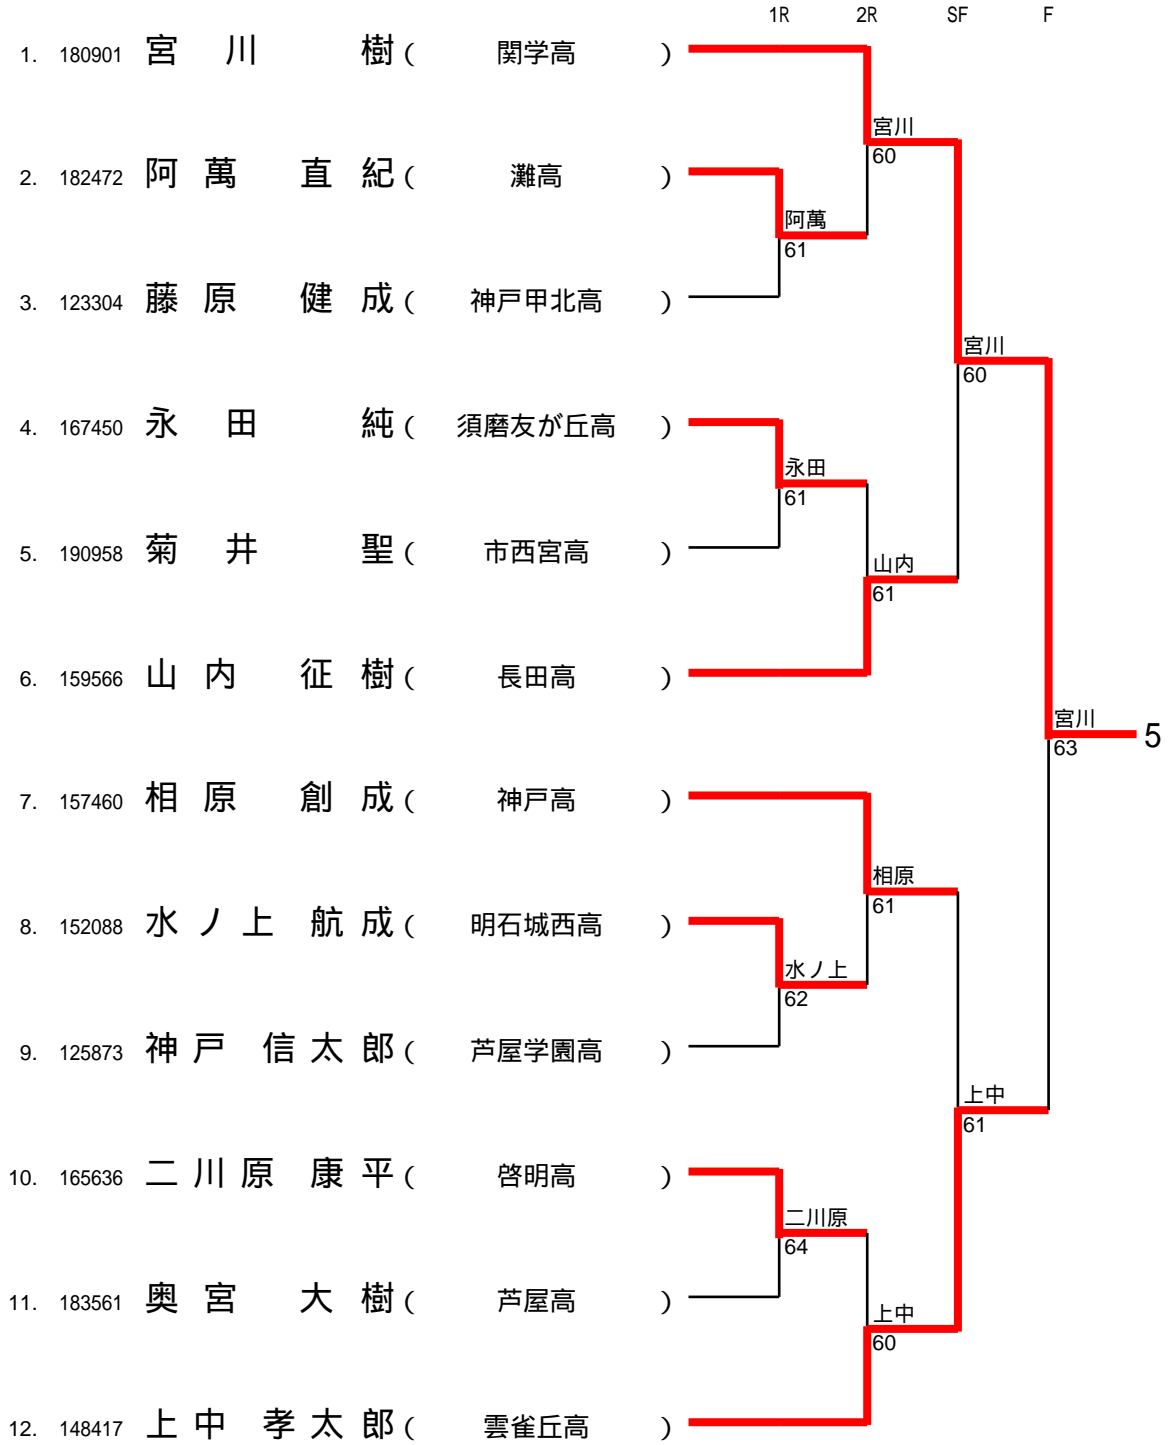 1R 2R SF F
1. 180901 宮川 樹 ( 関学高 )
宮川
60
2. 182472 阿萬 直紀 ( 灘高 )
阿萬
61
3. 123304 藤原 健成 ( 神戸甲北高 )
宮川
60
4. 167450 永田 純 ( 須磨友が丘高 )
永田
61
5. 190958 菊井 聖 ( 市西宮高 )
山内
61
6. 159566 山内 征樹 ( 長田高 )
宮川
63
5
7. 157460 相原 創成 ( 神戸高 )
相原
61
8. 152088 水ノ上 航成 ( 明石城西高 )
水ノ上
62
9. 125873 神戸 信太郎 ( 芦屋学園高 )
上中
61
10. 165636 二川原 康平 ( 啓明高 )
二川原
64
11. 183561 奥宮 大樹 ( 芦屋高 )
上中
60
12. 148417 上中 孝太郎 ( 雲雀丘高 )